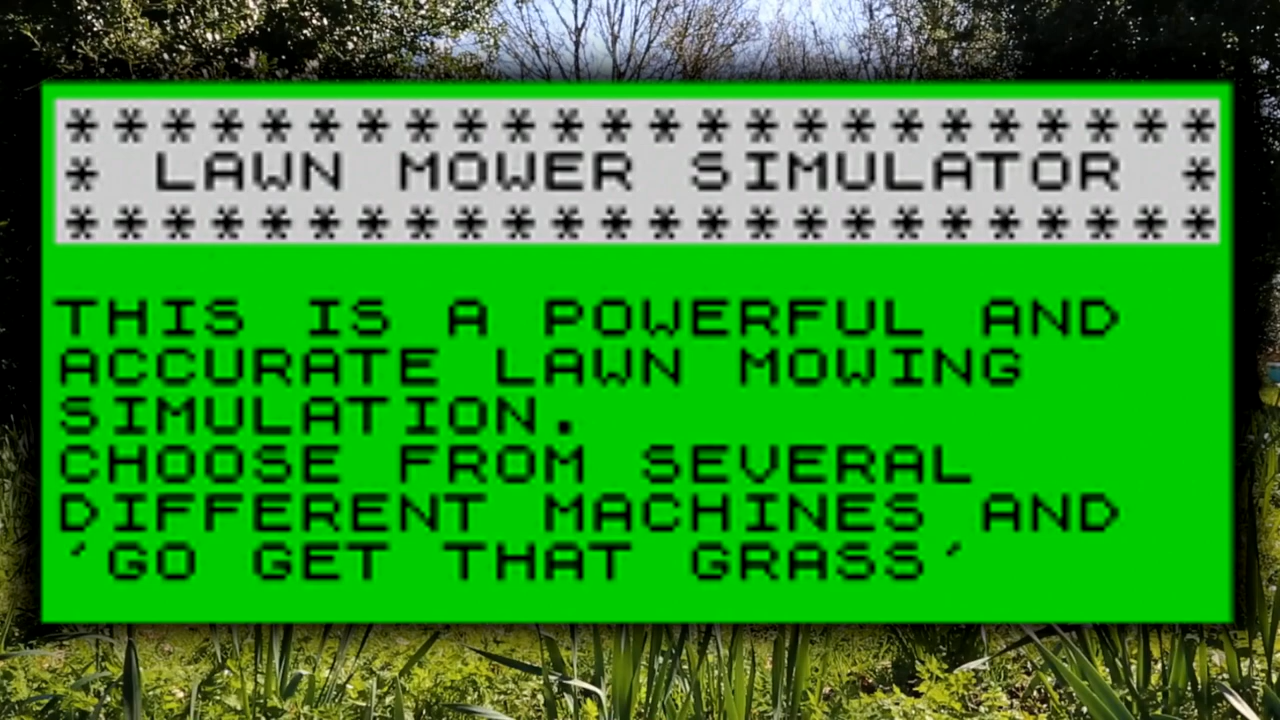 ************************
* LAWN MOWER SIMULATOR *
************************
THIS IS A POWERFUL AND
ACCURATE LAWN MOWING
SIMULATION.
CHOOSE FROM SEVERAL
DIFFERENT MACHINES AND
'GO GET THAT GRASS'